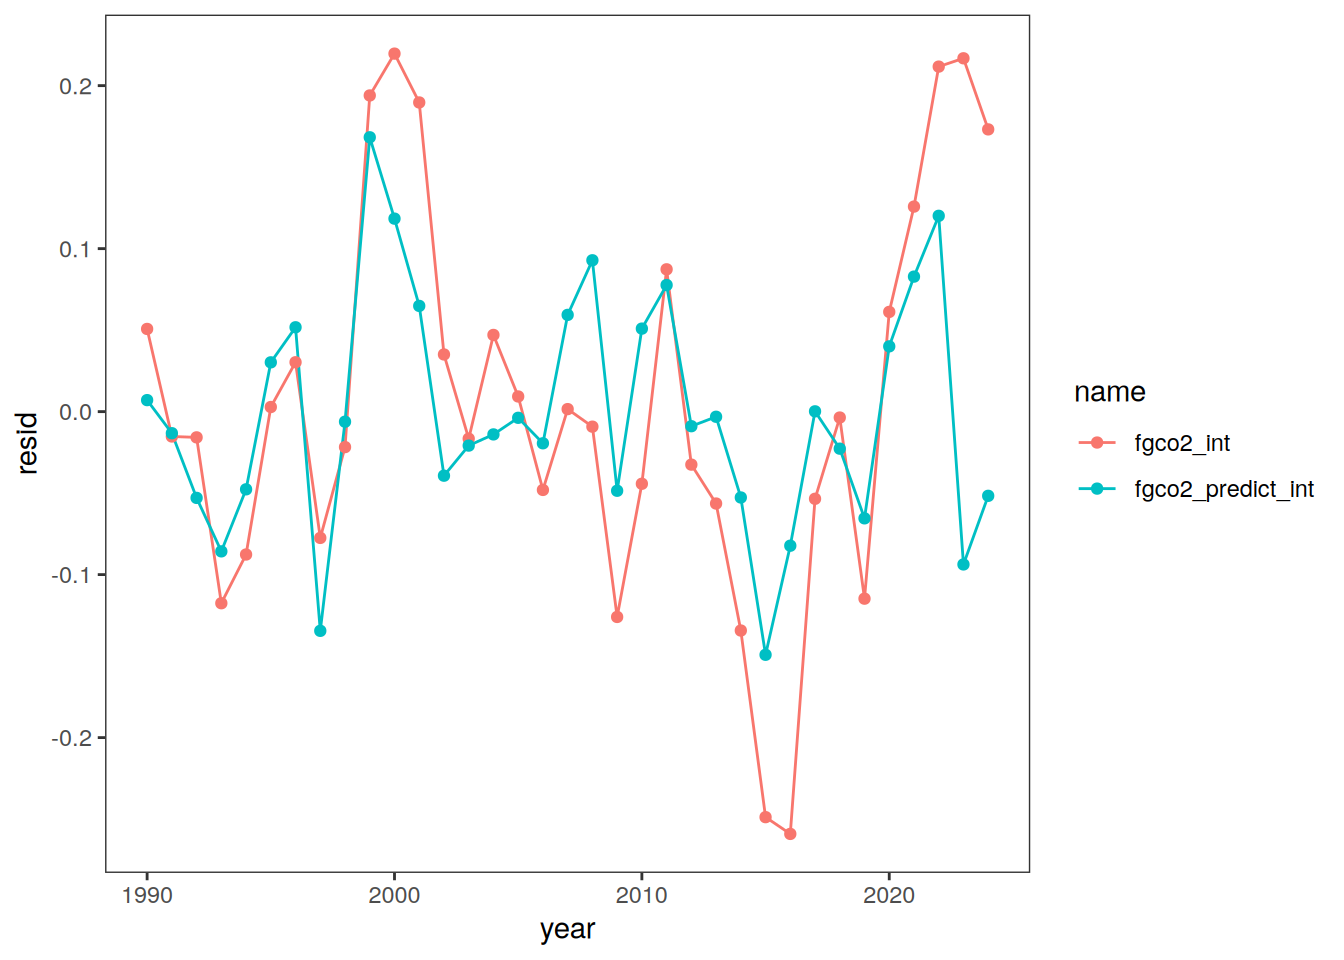 0.2
0.1
0.0
-0.1
-0.2
resid
1990 2000 2010 2020
year
name
fgco2_int
fgco2_predict_int